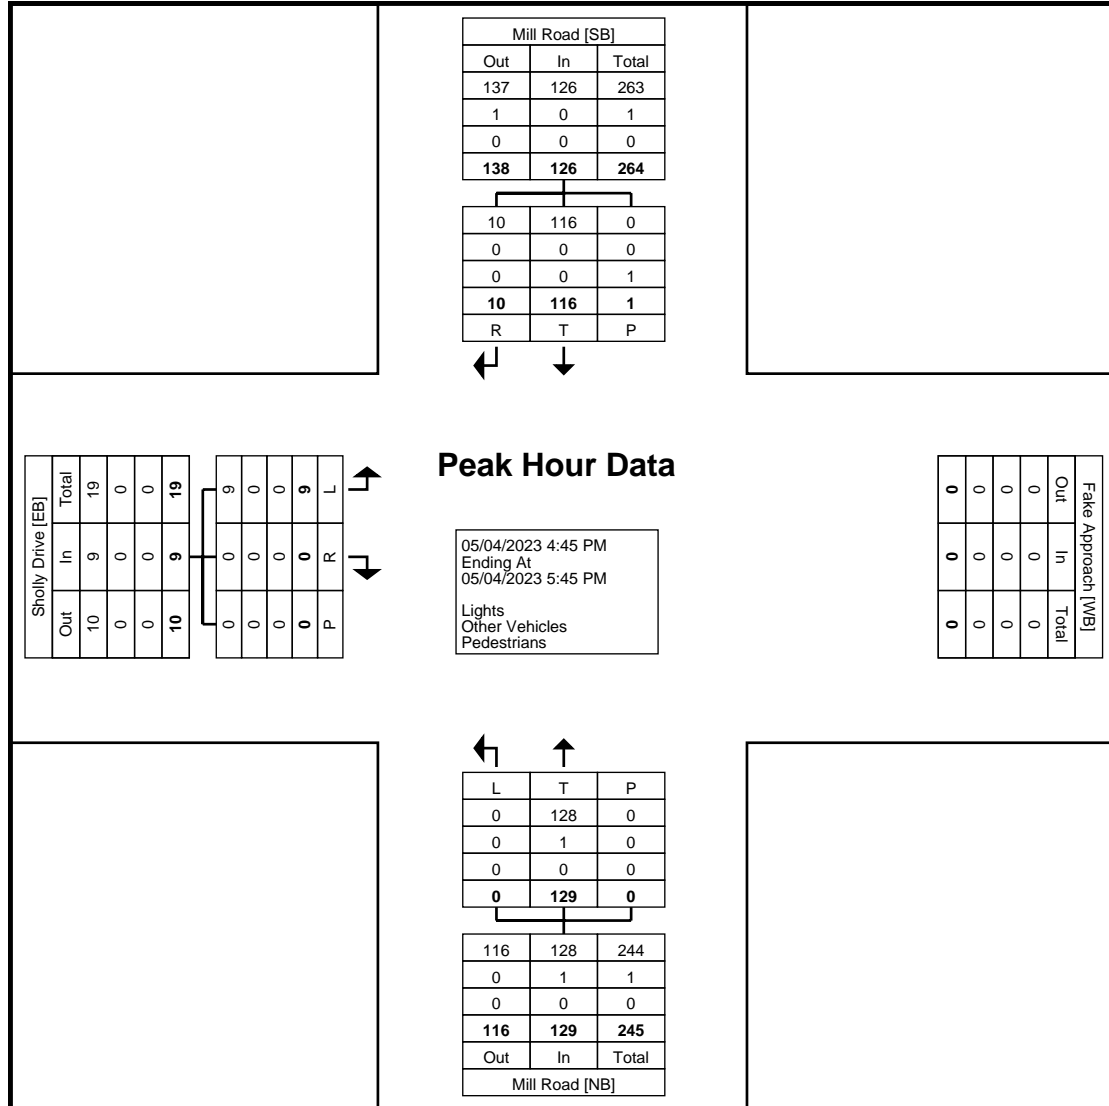 Mill Road [SB]
Out In Total
137 126 263
1 0 1
0 0 0
138 126 264
10 116 0
0 0 0
0 0 1
10 116 1
R T P
Peak Hour Data
05/04/2023 4:45 PM
Ending At
05/04/2023 5:45 PM
Lights
Other Vehicles
Pedestrians
Sholly Drive [EB]
Out In Total
10 9 19
0 0 0
0 0 0
10 9 19
0 0 9
0 0 0
0 0 0
0 0 9
P R L
Fake Approach [WB]
Out In Total
0 0 0
0 0 0
0 0 0
0 0 0
L T P
0 128 0
0 1 0
0 0 0
0 129 0
116 128 244
0 1 1
0 0 0
116 129 245
Out In Total
Mill Road [NB]